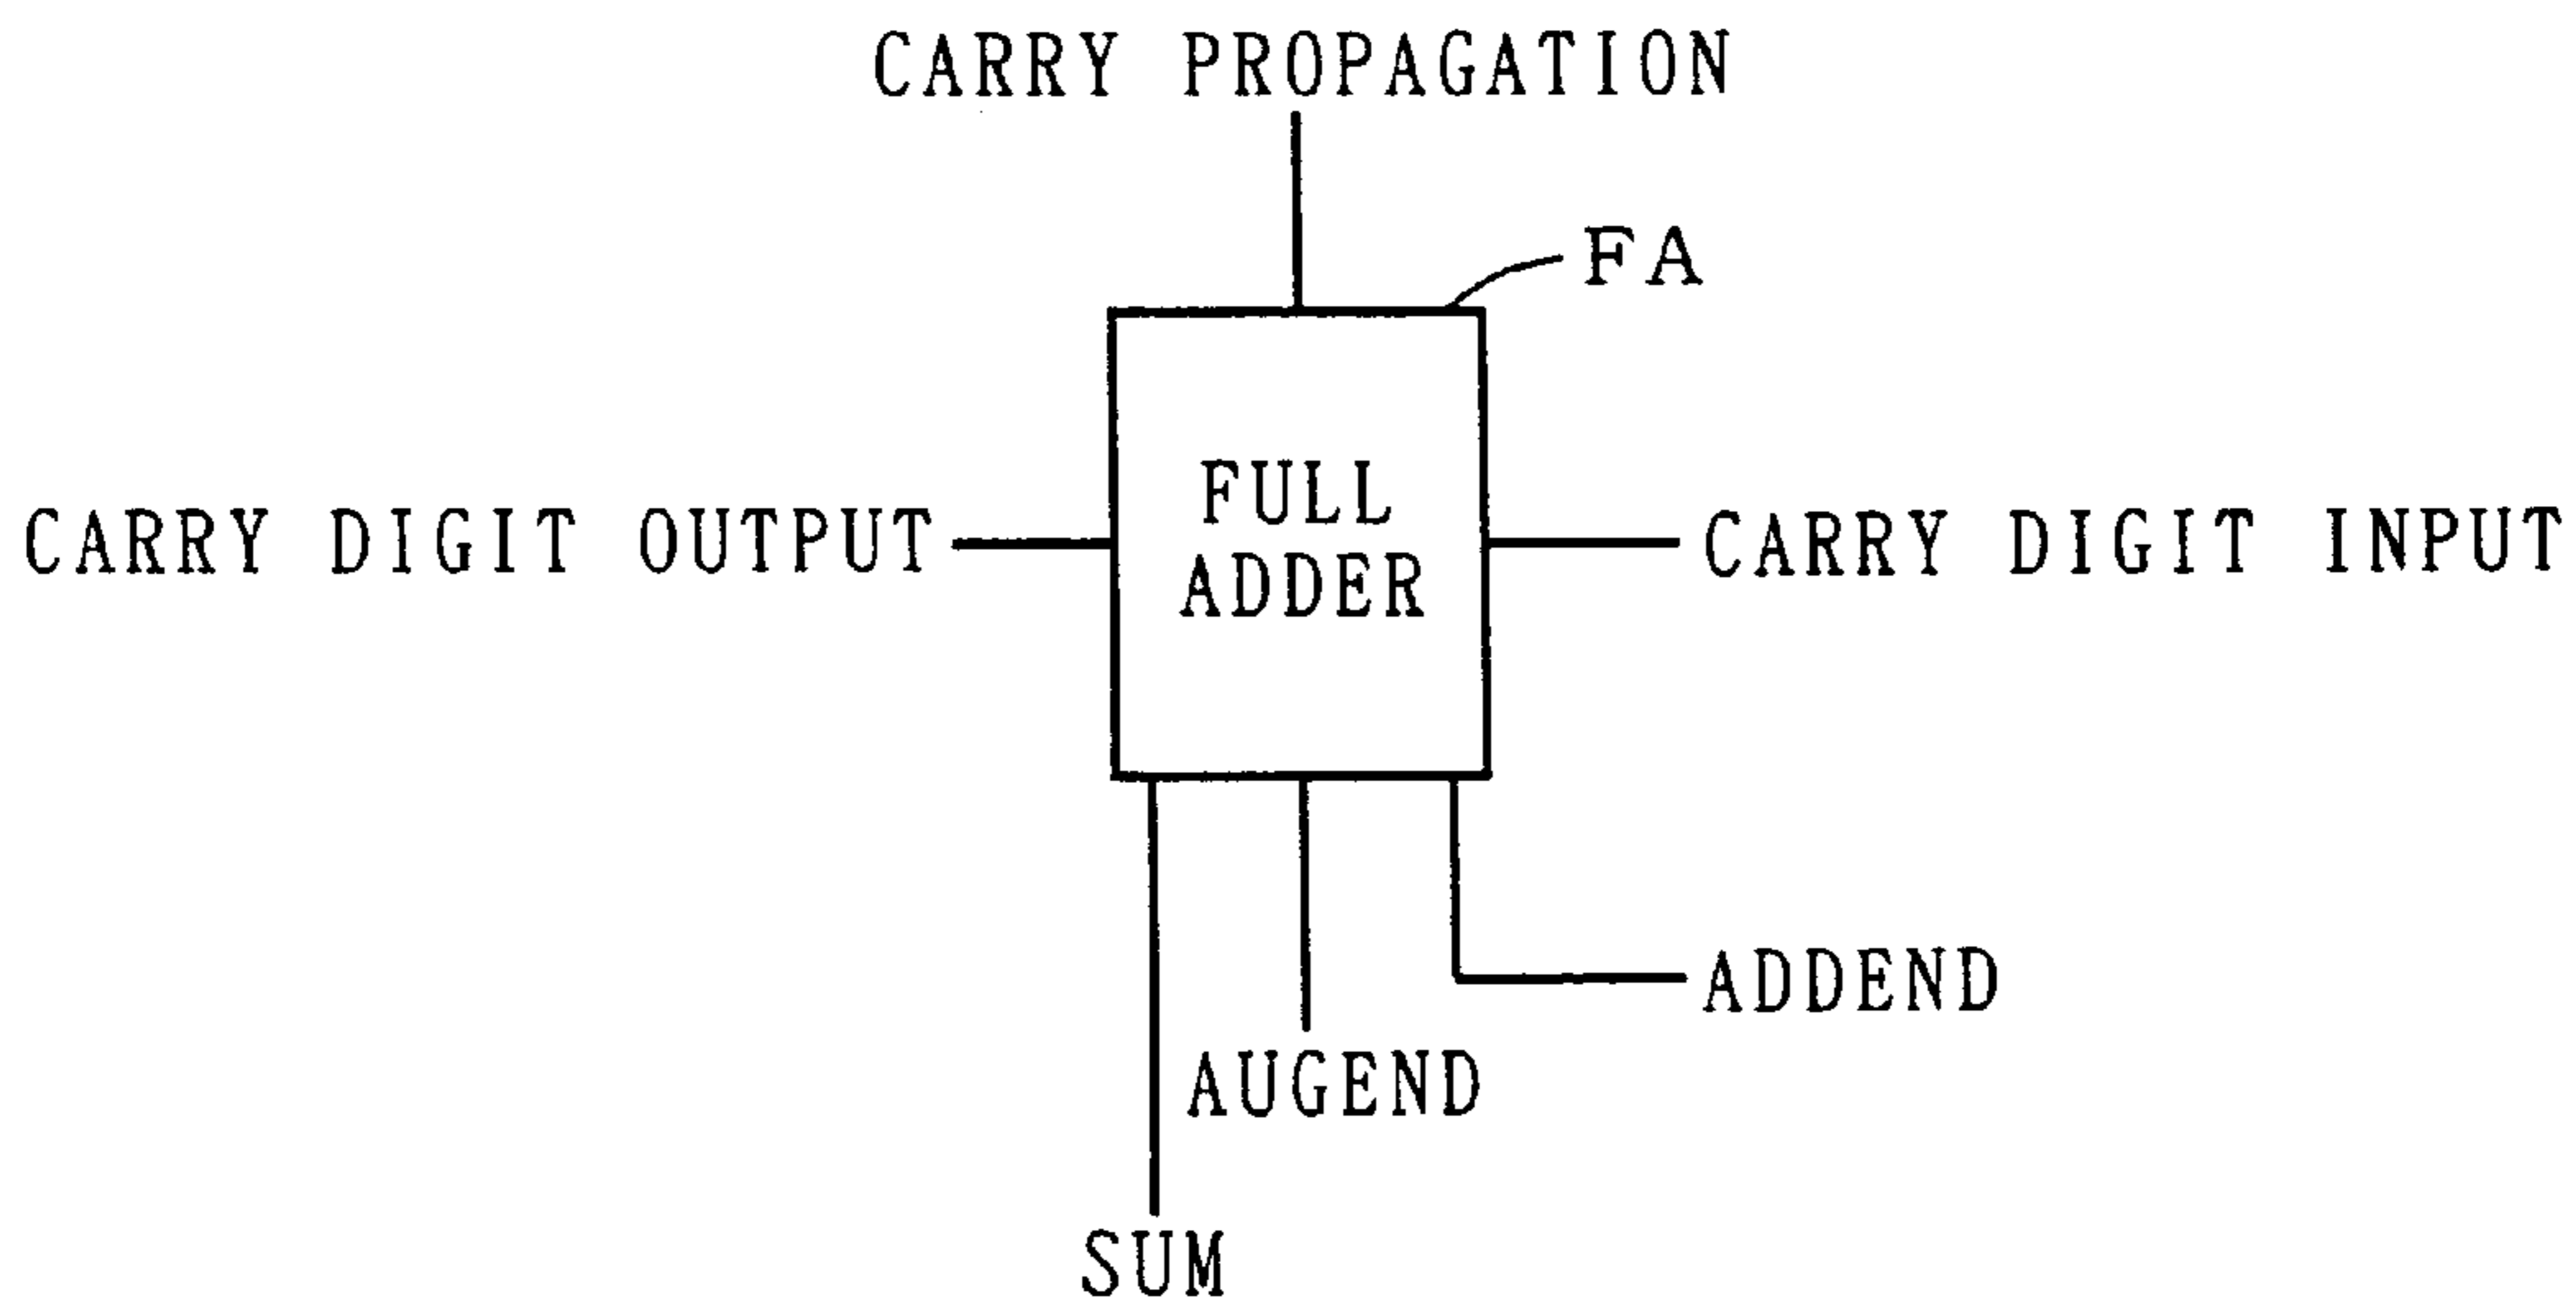 CARRY PROPAGATION
FA
FULL
ADDER
CARRY DIGIT OUTPUT
CARRY DIGIT INPUT
ADDEND
AUGEND
SUM